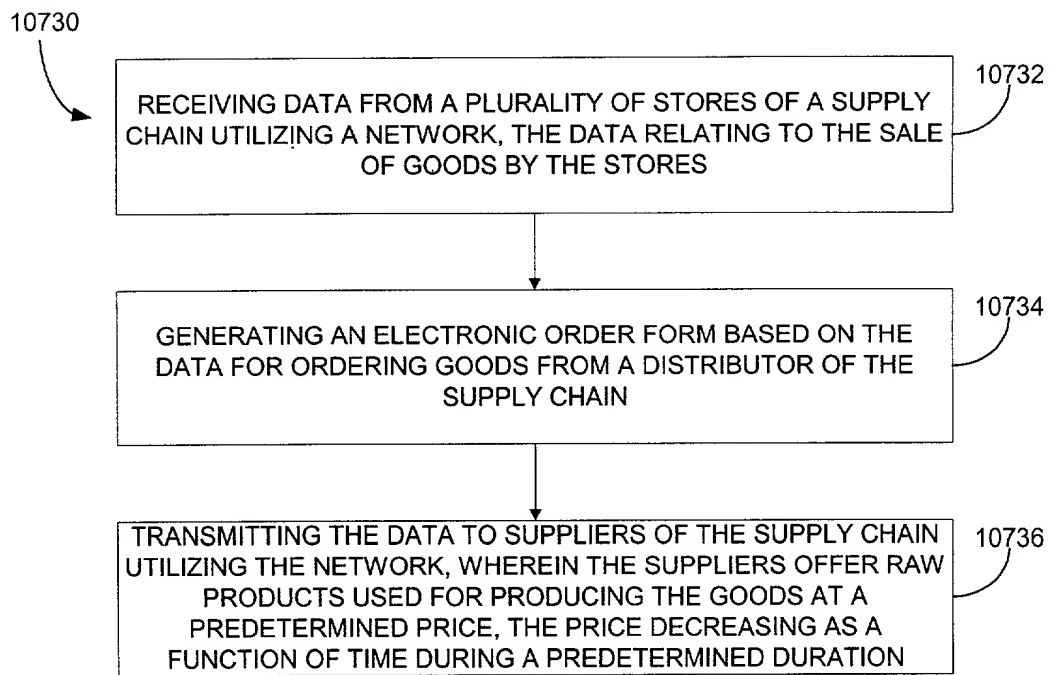 10730
RECEIVING DATA FROM A PLURALITY OF STORES OF A SUPPLY
CHAIN UTILIZING A NETWORK, THE DATA RELATING TO THE SALE
OF GOODS BY THE STORES
10732
GENERATING AN ELECTRONIC ORDER FORM BASED ON THE
DATA FOR ORDERING GOODS FROM A DISTRIBUTOR OF THE
SUPPLY CHAIN
10734
TRANSMITTING THE DATA TO SUPPLIERS OF THE SUPPLY CHAIN
UTILIZING THE NETWORK, WHEREIN THE SUPPLIERS OFFER RAW
PRODUCTS USED FOR PRODUCING THE GOODS AT A
PREDETERMINED PRICE, THE PRICE DECREASING AS A
FUNCTION OF TIME DURING A PREDETERMINED DURATION
10736